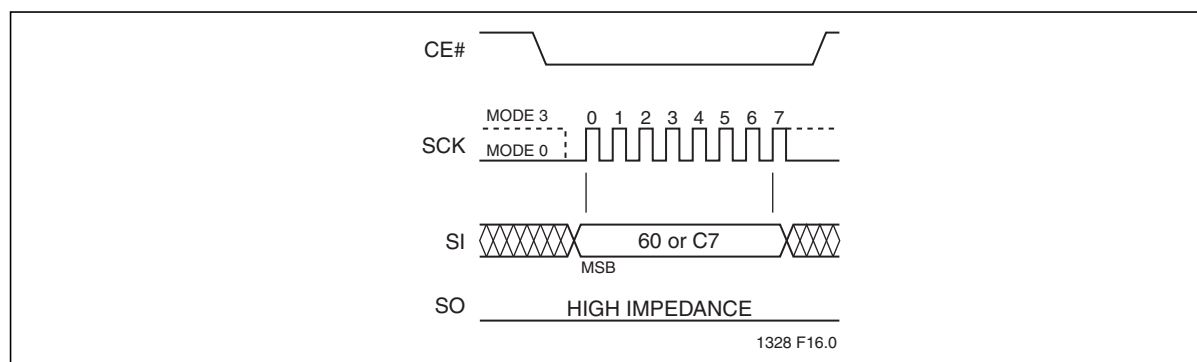 CE#
MODE 3
0 1 2 3 4 5 6 7
SCK
MODE 0
SI
60 or C7
MSB
SO
HIGH IMPEDANCE
1328 F16.0